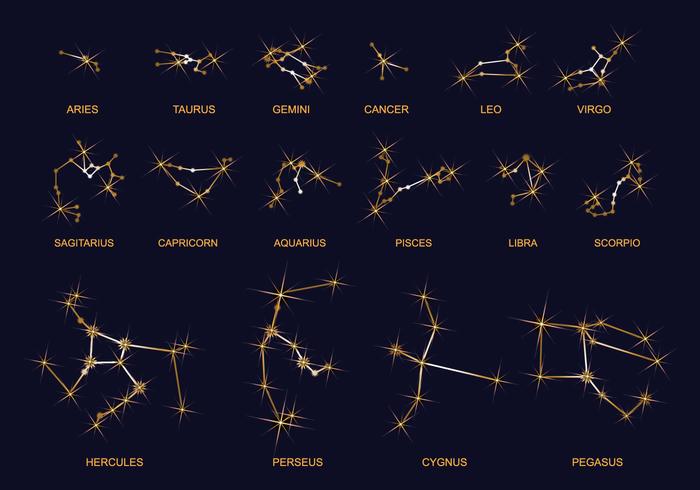 ARIES TAURUS GEMINI CANCER LEO VIRGO
SAGITARIUS CAPRICORN AQUARIUS PISCES LIBRA SCORPIO
HERCULES PERSEUS CYGNUS PEGASUS